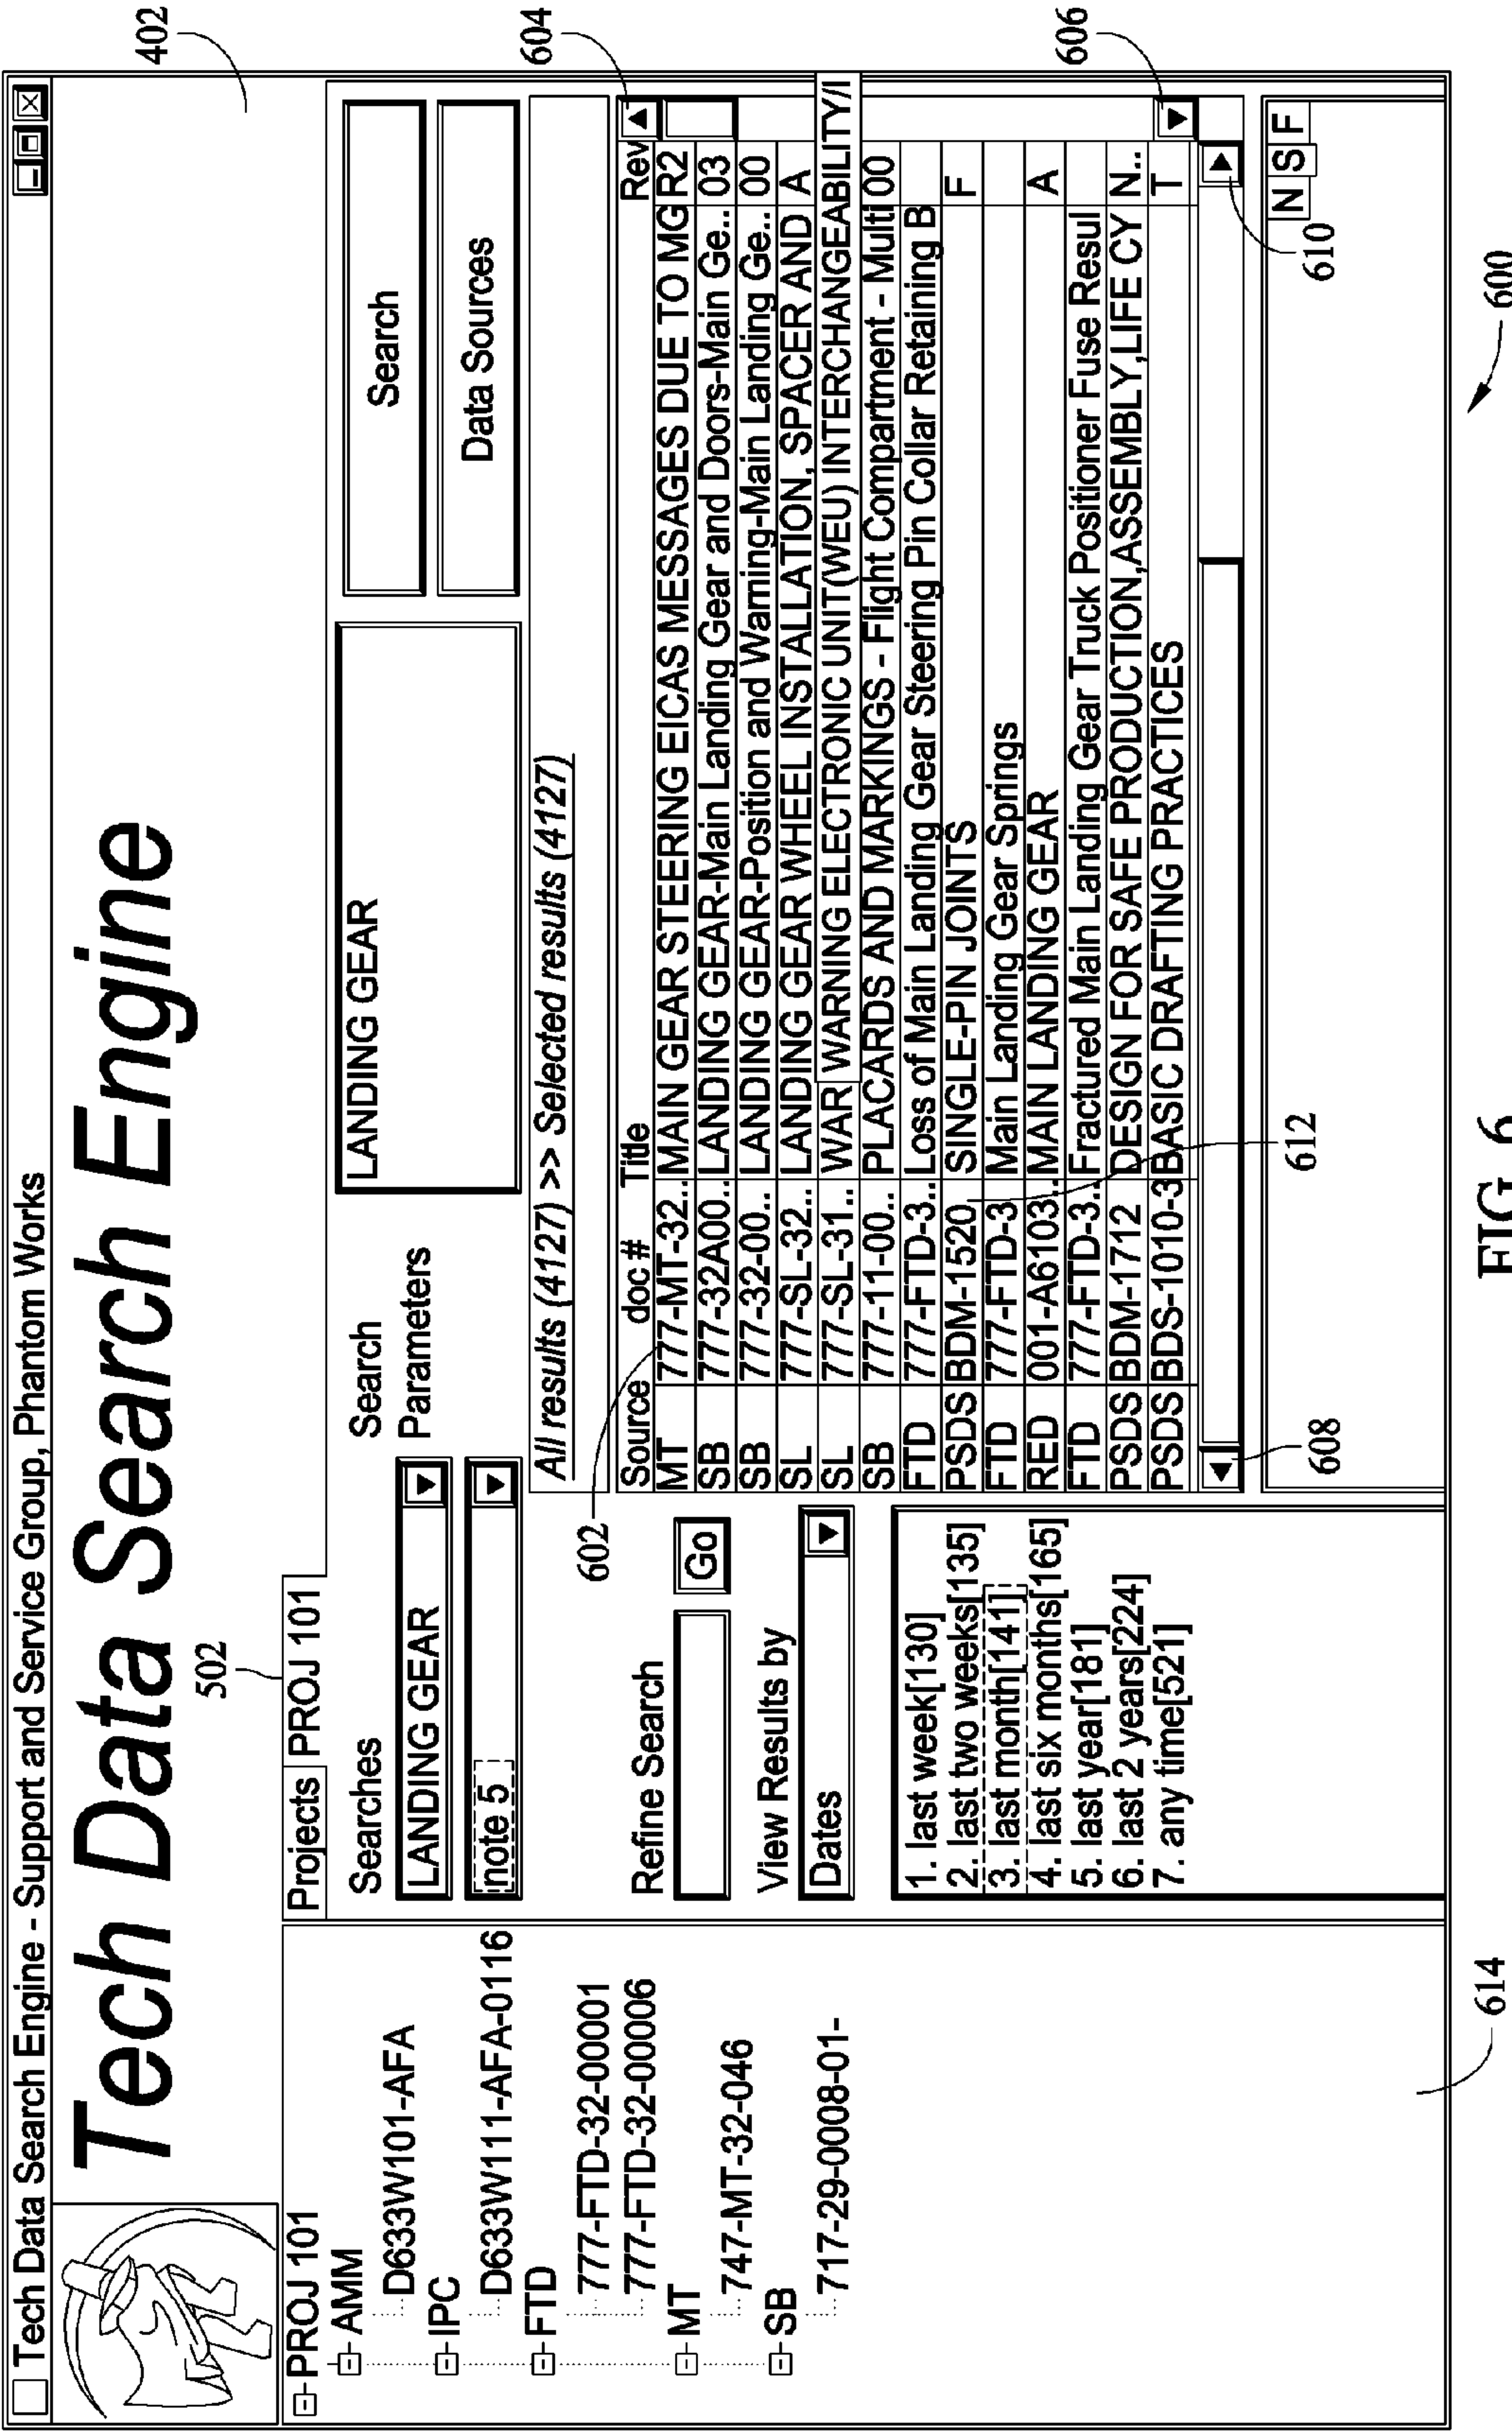 Tech Data Search Engine - Support and Service Group, Phantom Works
Tech Data Search Engine
402
502
PROJ 101
AMM
D633W101-AFA
IPC
D633W111-AFA-0116
FTD
777-FTD-32-00001
777-FTD-32-00006
MT
747-MT-32-046
SB
717-29-0008-01-
614
Projects PROJ 101
Searches
LANDING GEAR
note 5
Search
Parameters
LANDING GEAR
Search
Data Sources
Refine Search
Go
View Results by
Dates
1. last week[130]
2. last two weeks[135]
3. last month[141]
4. last six months[165]
5. last year[181]
6. last 2 years[224]
7. any time[521]
All results (4127) >> Selected results (4127)
602
604
Source doc # Title Rev
MT 777-MT-32.. MAIN GEAR STEERING EICAS MESSAGES DUE TO MG R2
SB 777-32A00.. LANDING GEAR-Main Landing Gear and Doors-Main Ge.. 03
SB 777-32-00.. LANDING GEAR-Position and Warning-Main Landing Ge.. 00
SL 777-SL-32.. LANDING GEAR WHEEL INSTALLATION, SPACER AND A
SL 777-SL-31.. WAR WARNING ELECTRONIC UNIT(WEU) INTERCHANGEABILITY/I
SB 777-11-00.. PLACARDS AND MARKINGS - Flight Compartment - Multi 00
FTD 777-FTD-3.. Loss of Main Landing Gear Steering Pin Collar Retaining B
PSDS BDM-1520 SINGLE-PIN JOINTS F
FTD 777-FTD-3 Main Landing Gear Springs
RED 001-A6103.. MAIN LANDING GEAR A
FTD 777-FTD-3.. Fractured Main Landing Gear Truck Positioner Fuse Resul
PSDS BDM-1712 DESIGN FOR SAFE PRODUCTION,ASSEMBLY,LIFE CY N..
PSDS BDS-1010-3 BASIC DRAFTING PRACTICES T
606
608
612
610
N S F
600
FIG. 6